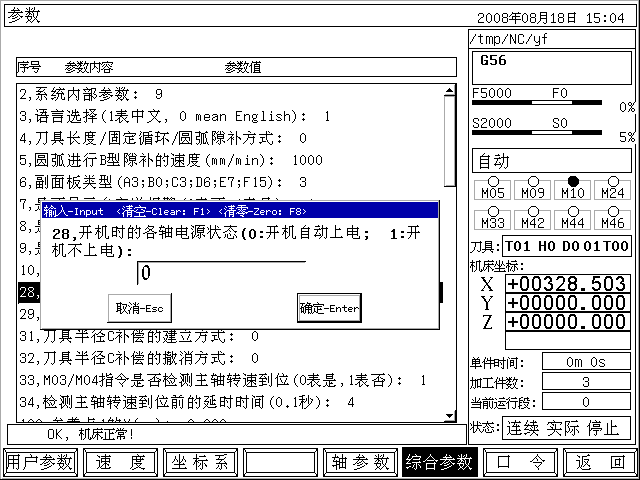 参数
2008年08月18日 15:04
/tmp/NC/yf
G56
F5000 F0
0%
S2000 S0
5%
自动
M05 M09 M10 M24
M33 M42 M44 M46
刀具: T01 H0 D0 01T00
机床坐标:
X +00328.503
Y +00000.000
Z +00000.000
单件时间: 0m 0s
加工件数: 3
当前运行段: 0
状态: 连续 实际 停止
序号 参数内容 参数值
2,系统内部参数: 9
3,语言选择(1表中文, 0 mean English): 1
4,刀具长度/固定循环/圆弧隙补方式: 0
5,圆弧进行B型隙补的速度(mm/min): 1000
6,副面板类型(A3;B0;C3;D6;E7;F15): 3
输入-Input <清空-Clear: F1> <清零-Zero: F8>
28,开机时的各轴电源状态(0:开机自动上电; 1:开
机不上电):
0
取消-Esc 确定-Enter
10,
28,
29,
31,刀具半径C补偿的建立方式: 0
32,刀具半径C补偿的撤消方式: 0
33,M03/M04指令是否检测主轴转速到位(0表是,1表否): 1
34,检测主轴转速到位前的延时时间(0.1秒): 4
OK, 机床正常!
用户参数 速 度 坐标系 轴参数 综合参数 口 令 返 回